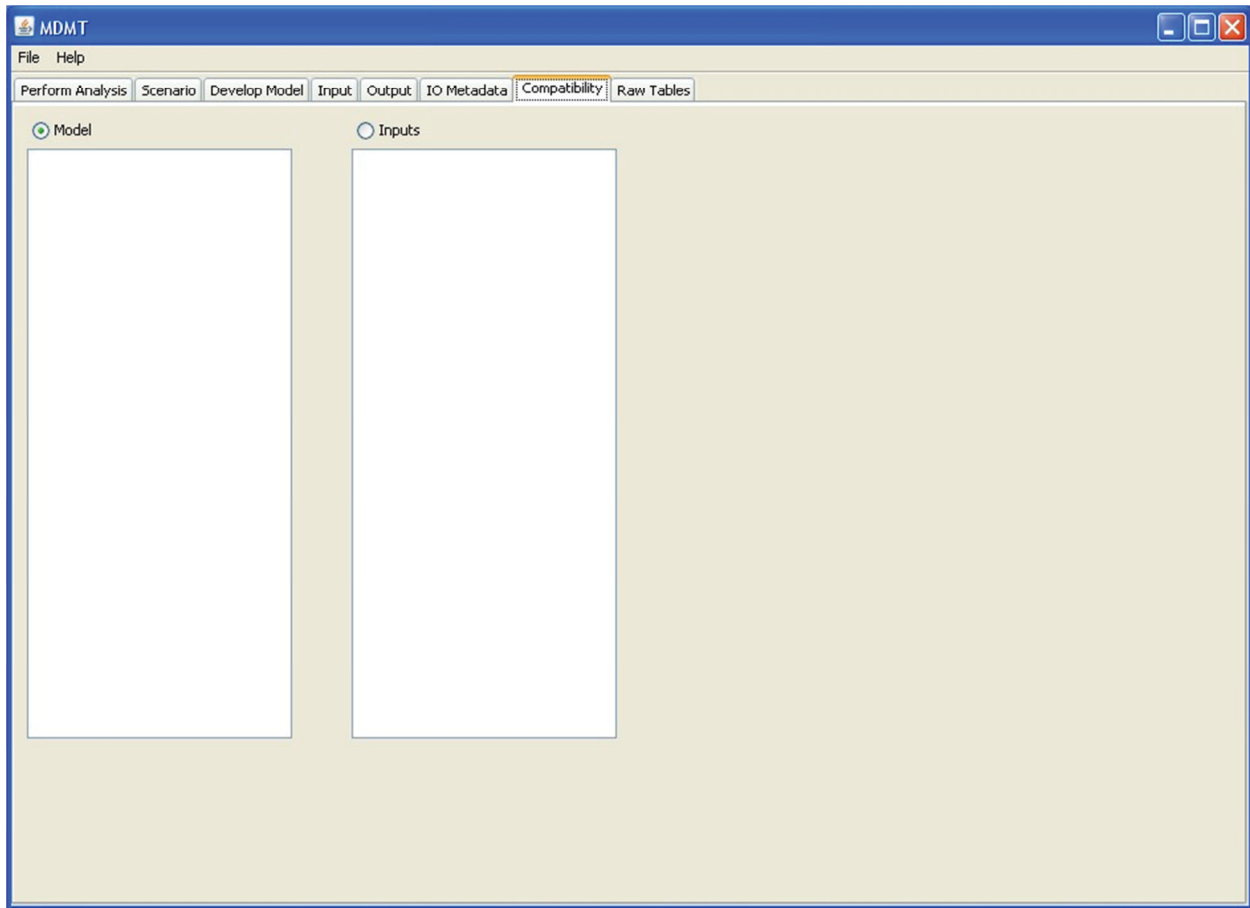 MDMT
File Help
Perform Analysis Scenario Develop Model Input Output IO Metadata Compatibility Raw Tables
Model Inputs